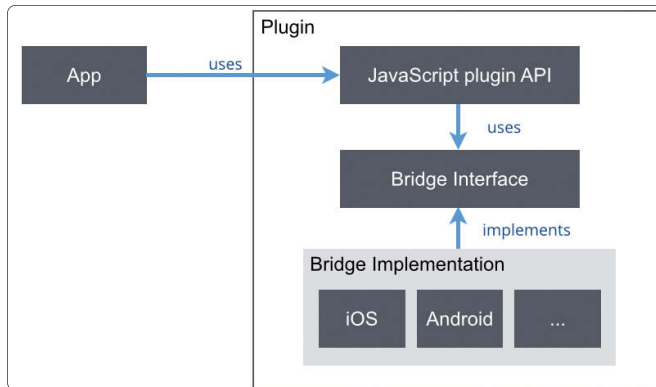 Plugin
App
uses
JavaScript plugin API
uses
Bridge Interface
implements
Bridge Implementation
iOS
Android
...